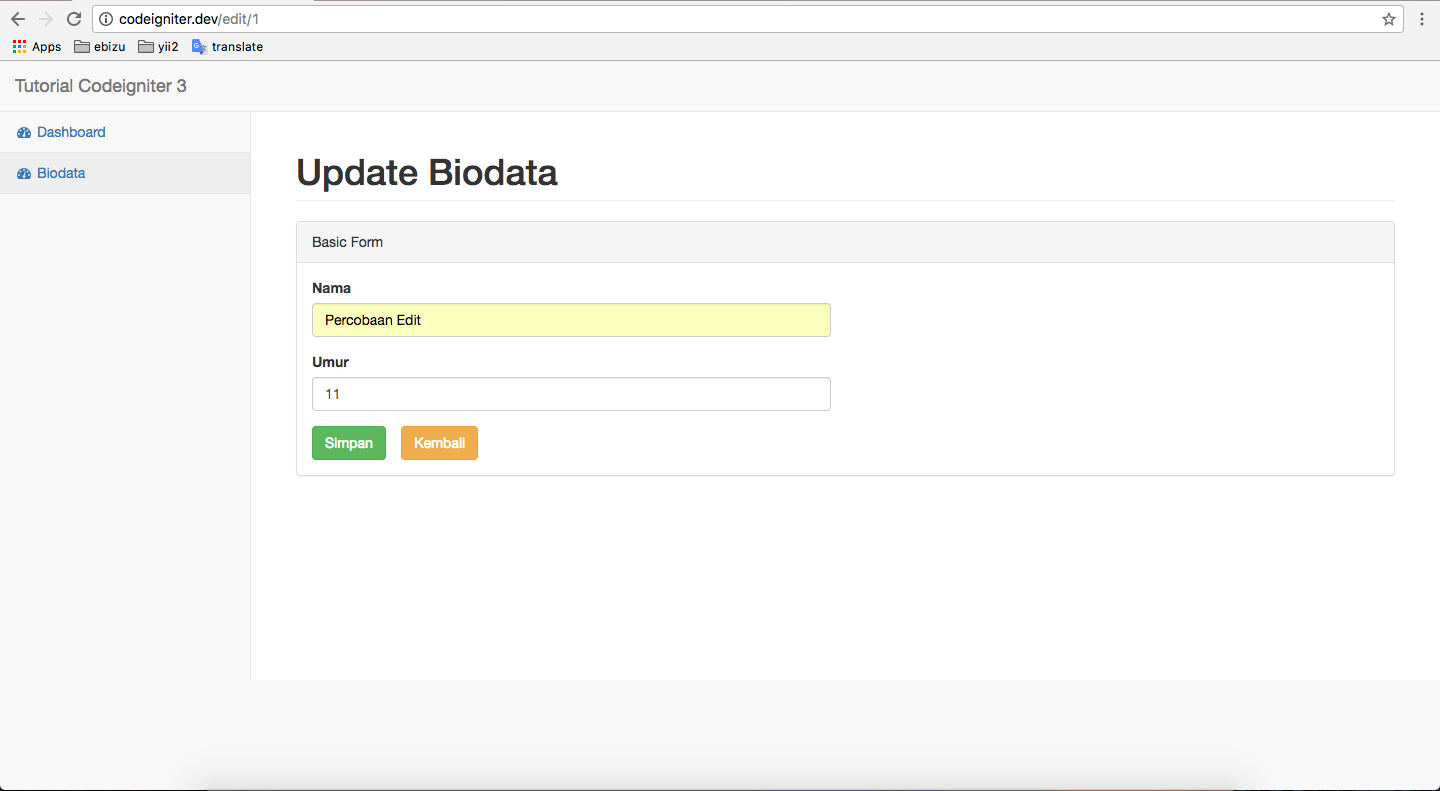 codeigniter.dev/edit/1
Apps ebizu yii2 translate
Tutorial Codeigniter 3
Dashboard
Biodata
Update Biodata
Basic Form
Nama
Percobaan Edit
Umur
11
Simpan Kembali